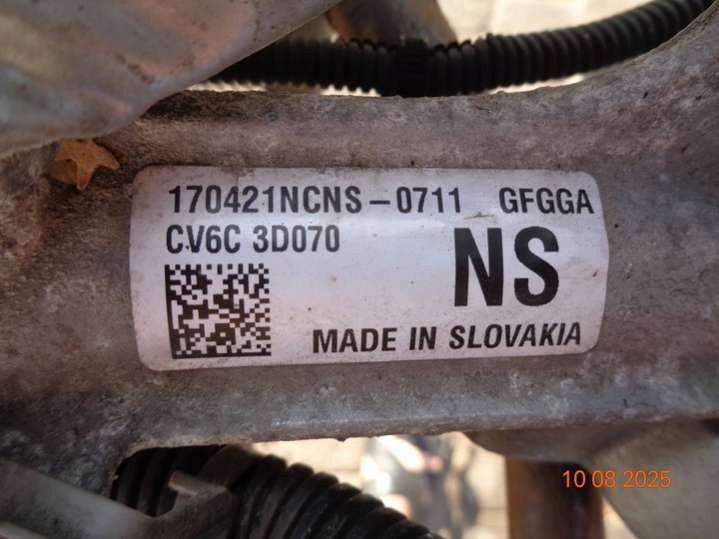 170421NCNS-0711 GFGGA
CV6C 3D070
NS
MADE IN SLOVAKIA
10 08 2025